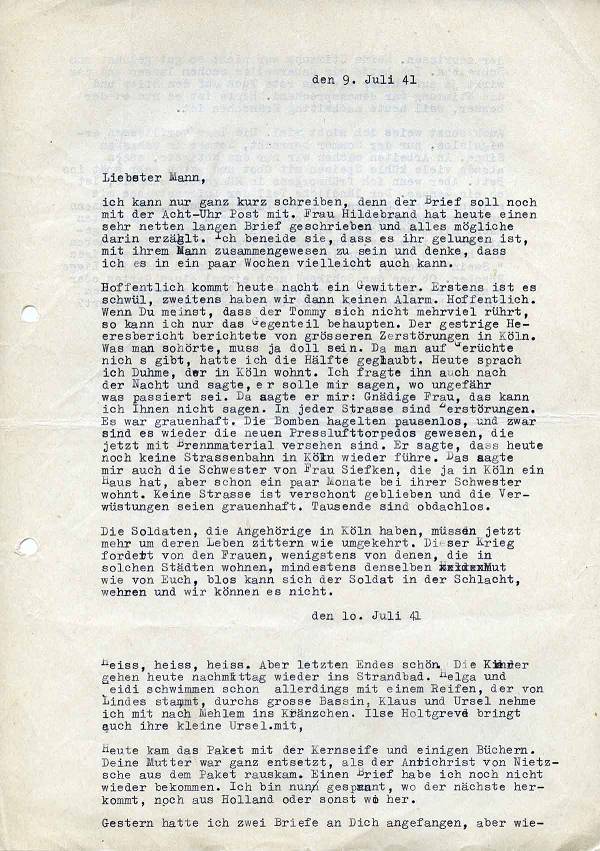 den 9. Juli 41
Liebster Mann,
ich kann nur ganz kurz schreiben, denn der Brief soll noch
mit der Acht-Uhr Post mit. Frau Hildebrand hat heute einen
sehr netten langen Brief geschrieben und alles mögliche
darin erzäglt. Ich beneide sie, dass es ihr gelungen ist,
mit ihrem Mann zusammengewesen zu sein und denke, dass
ich es in ein paar Wochen vielleicht auch kann.
Hoffentlich kommt heute nacht ein Gewitter. Erstens ist es
schwül, zweitens haben wir dann keinen Alarm. Hoffentlich.
Wenn Du meinst, dass der Tommy sich nicht mehrviel rührt,
so kann ich nur das Gegenteil behaupten. Der gestrige He-
eresbericht berichtete von grösseren Zerstörungen in Köln.
Was man schörte, muss ja doll sein. Da man auf Gerüchte
nich s gibt, hatte ich die Hälfte geglaubt. Heute sprach
ich Duhme, der in Köln wohnt. Ich fragte ihn auch nach
der Nacht und sagte, e r solle mir sagen, wo ungefähr
was passiert sei. Da sagte er mir: Gnädige Frau, das kann
ich Ihnen nicht sagen. In jeder Strasse sind Zerstörungen.
Es war grauenhaft. Die Bomben hagelten pausenlos, und zwar
sind es wieder die neuen Presslufttorpedos gewesen, die
jetzt mit Brennmaterial versehen sind. Er sagte, dass heute
noch keine Strassenbahn in Köln wieder führe. Das sagte
mir auch die Schwester von Frau Siefken, die ja in Köln ein
Haus hat, aber schon ein paar Monate bei ihrer Schwester
wohnt. Keine Strasse ist verschont geblieben und die Ver-
wüstungen seien grauenhaft. Tausende sind obdachlos.
Die Soldaten, die Angehörige in Köln haben, müssen jetzt
mehr um deren Leben zittern wie umgekehrt. Dieser Krieg
fordert von den Frauen, wenigstens von denen, die in
solchen Städten wohnen, mindestens denselben Mut
wie von Euch, blos kann sich der Soldat in der Schlacht,
wehren und wir können es nicht.
den 1o. Juli 41
Heiss, heiss, heiss. Aber letzten Endes schön. Die Kinder
gehen heute nachmittag wieder ins Strandbad. Helga und
eidi schwimmen schon allerdings mit einem Reifen, der von
Lindes stammt, durchs grosse Bassin, Klaus und Ursel nehme
ich mit nach Mehlem ins Kränzchen. Ilse Holtgreve bringt
auch ihre kleine Ursel.mit,
Heute kam das Paket mit der Kernseife und einigen Büchern.
Deine Mutter war ganz entsetzt, als der Antichrist von Nietz-
sche aus dem Paket rauskam. Einen Brief habe ich noch nicht
wieder bekommen. Ich bin nun gespannt, wo der nächste her-
kommt, noch aus Holland oder sonst wo her.
Gestern hatte ich zwei Briefe an Dich angefangen, aber wie-